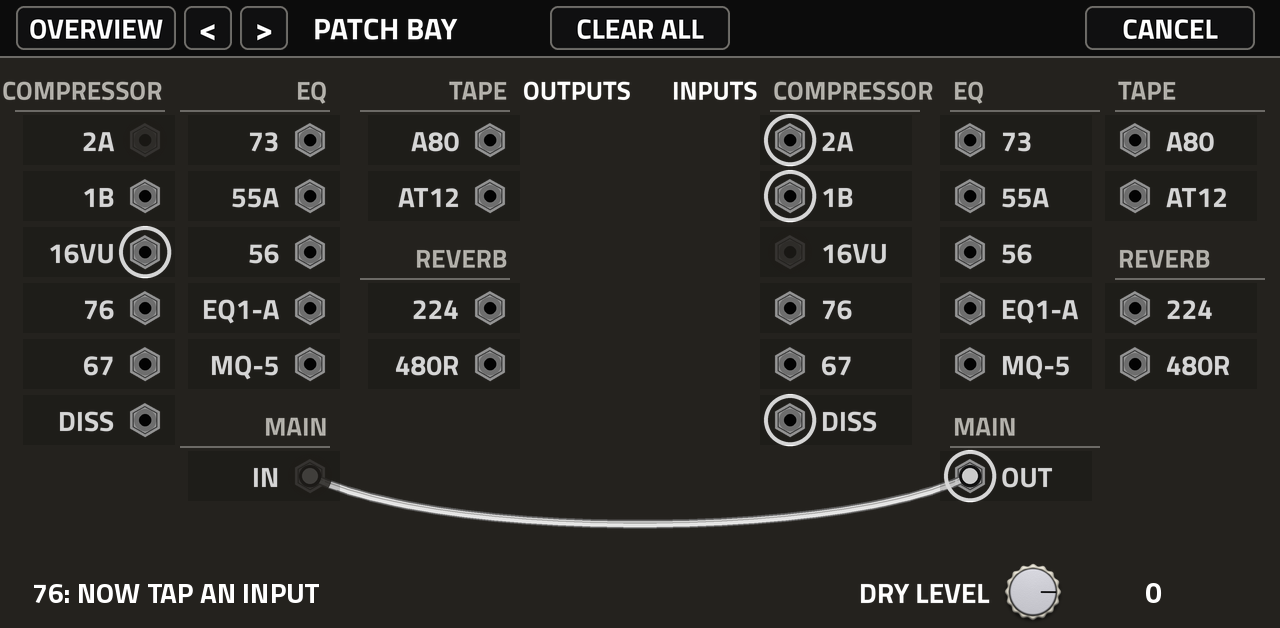 OVERVIEW < > PATCH BAY CLEAR ALL CANCEL
COMPRESSOR EQ TAPE OUTPUTS INPUTS COMPRESSOR EQ TAPE
2A 73 A80 2A 73 A80
1B 55A AT12 1B 55A AT12
16VU 56 REVERB 16VU 56 REVERB
76 EQ1-A 224 76 EQ1-A 224
67 MQ-5 480R 67 MQ-5 480R
DISS MAIN DISS MAIN
IN OUT
76: NOW TAP AN INPUT DRY LEVEL 0